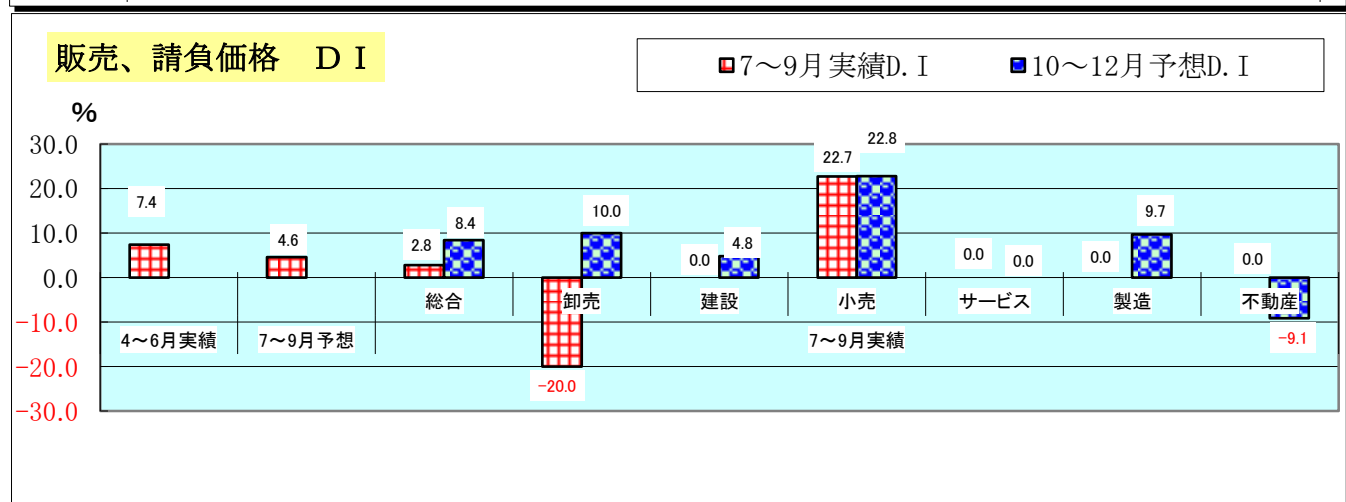 販売、請負価格　ＤＩ
7～9月実績D.I
10～12月予想D.I
%
30.0
20.0
10.0
0.0
-10.0
-20.0
-30.0
7.4
4.6
2.8
8.4
-20.0
10.0
0.0
4.8
22.7
22.8
0.0
0.0
0.0
9.7
0.0
-9.1
総合
卸売
建設
小売
サービス
製造
不動産
4～6月実績
7～9月予想
7～9月実績